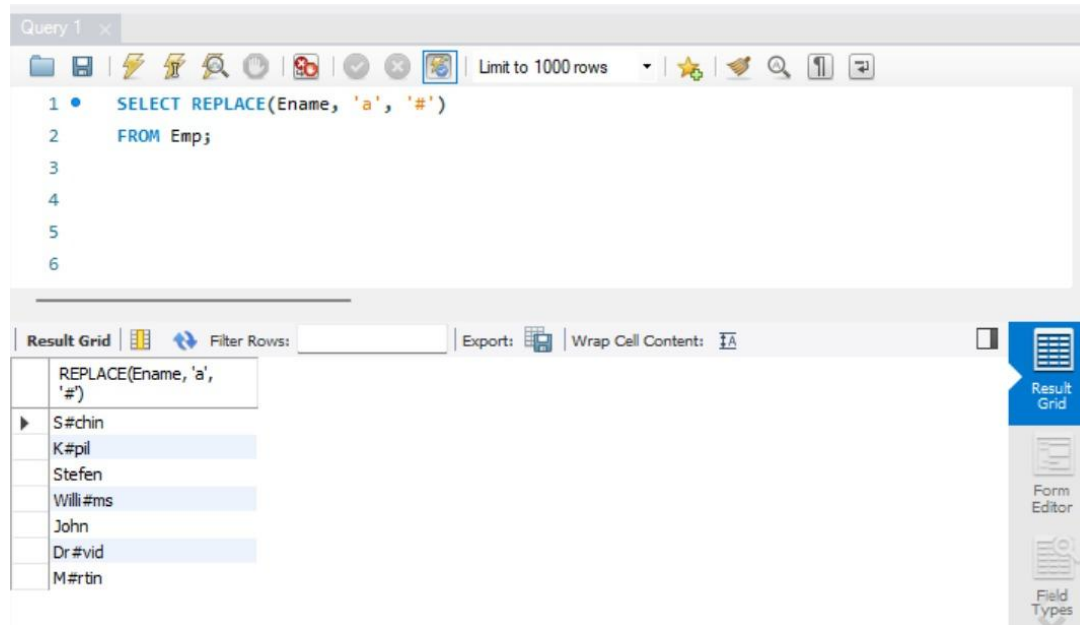 Query 1
Limit to 1000 rows
1 SELECT REPLACE(Ename, 'a', '#')
2 FROM Emp;
3
4
5
6
Result Grid Filter Rows: Export: Wrap Cell Content: IA
REPLACE(Ename, 'a',
'#')
S#chin
K#pil
Stefen
Willi#ms
John
Dr#vid
M#rtin
Result
Grid
Form
Editor
Field
Types